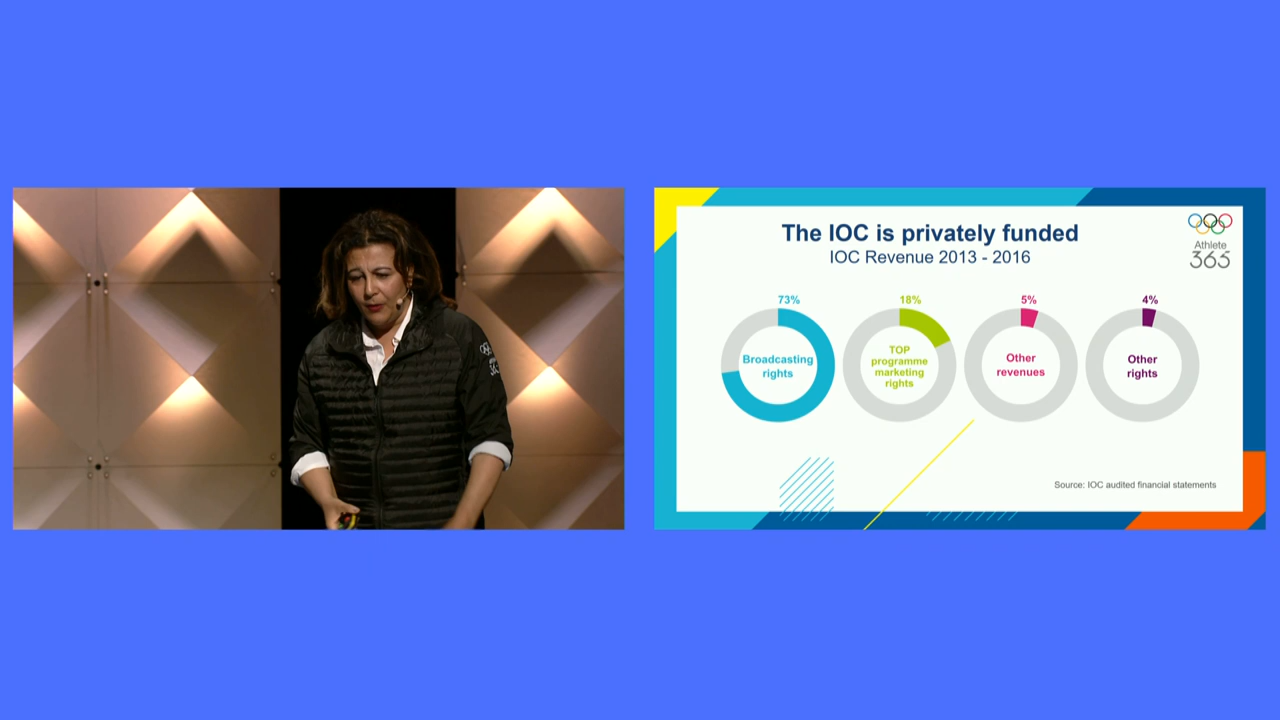 The IOC is privately funded
IOC Revenue 2013 - 2016
Athlete
365
73%
Broadcasting
rights
18%
TOP
programme
marketing
rights
5%
Other
revenues
4%
Other
rights
Source: IOC audited financial statements